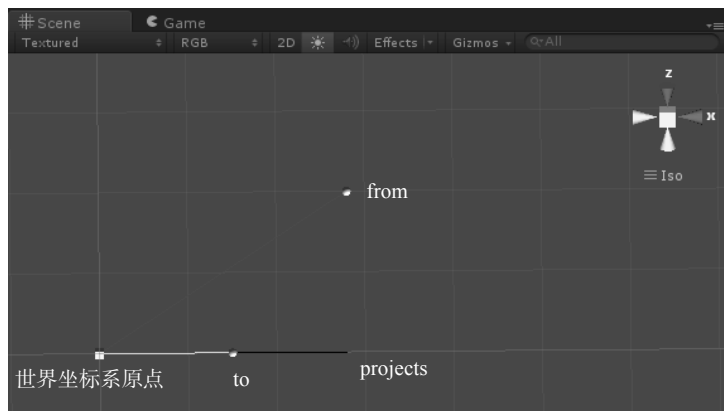 Scene Game
Textured RGB 2D Effects Gizmos All
z
x
Iso
from
世界坐标系原点 to projects